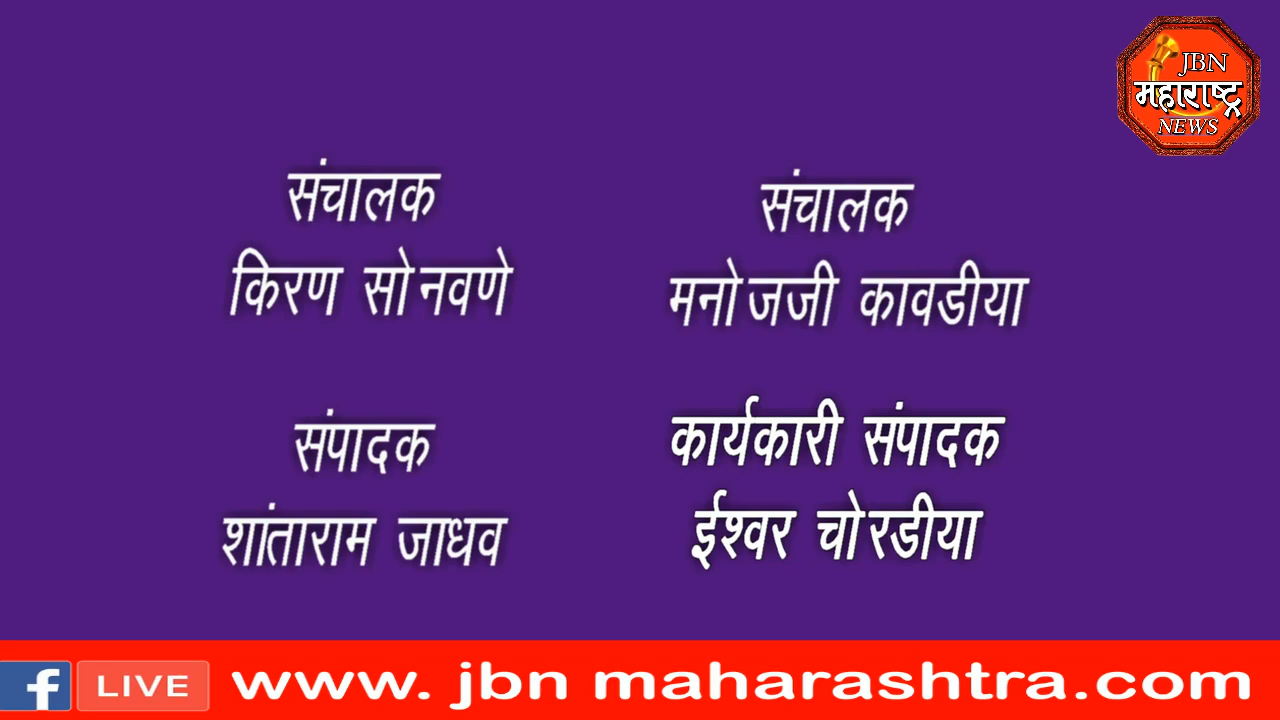 JBN
महाराष्ट्र
NEWS
संचालक
किरण सोनवणे
संचालक
मनोजजी कावडीया
संपादक
शांताराम जाधव
कार्यकारी संपादक
ईश्वर चोरडीया
f LIVE www. jbn maharashtra.com